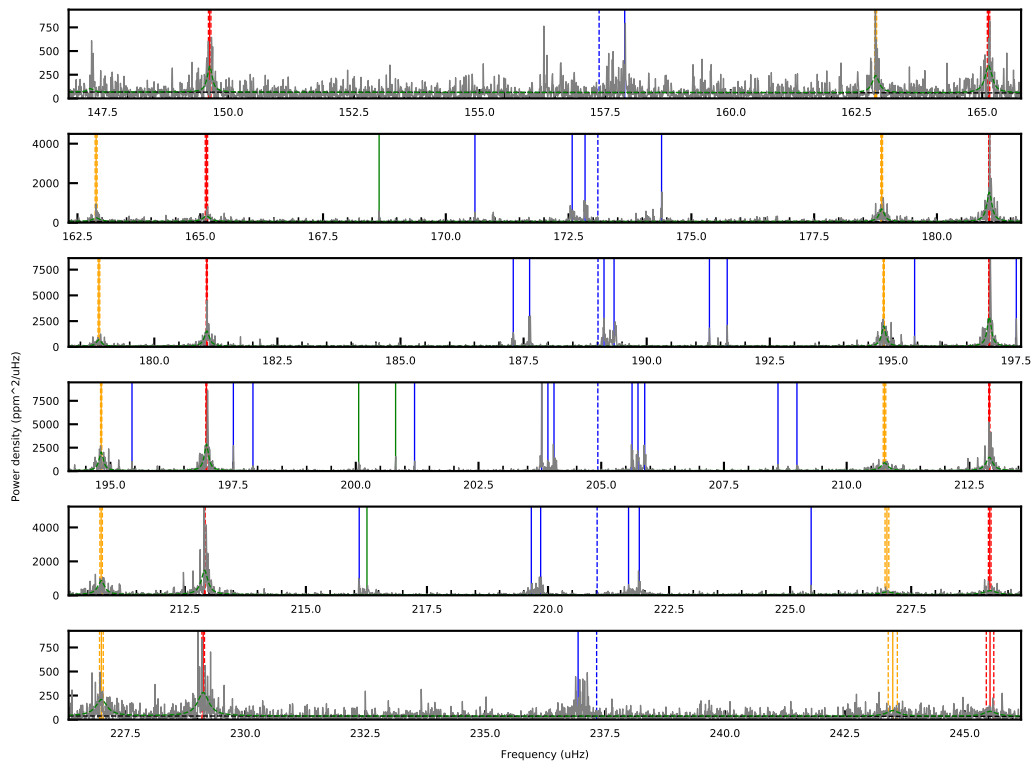 750
500
250
0
147.5 150.0 152.5 155.0 157.5 160.0 162.5 165.0
4000
2000
0
162.5 165.0 167.5 170.0 172.5 175.0 177.5 180.0
7500
5000
2500
0
180.0 182.5 185.0 187.5 190.0 192.5 195.0 197.5
7500
5000
2500
0
195.0 197.5 200.0 202.5 205.0 207.5 210.0 212.5
4000
2000
0
212.5 215.0 217.5 220.0 222.5 225.0 227.5
750
500
250
0
227.5 230.0 232.5 235.0 237.5 240.0 242.5 245.0
Power density (ppm^2/uHz)
Frequency (uHz)